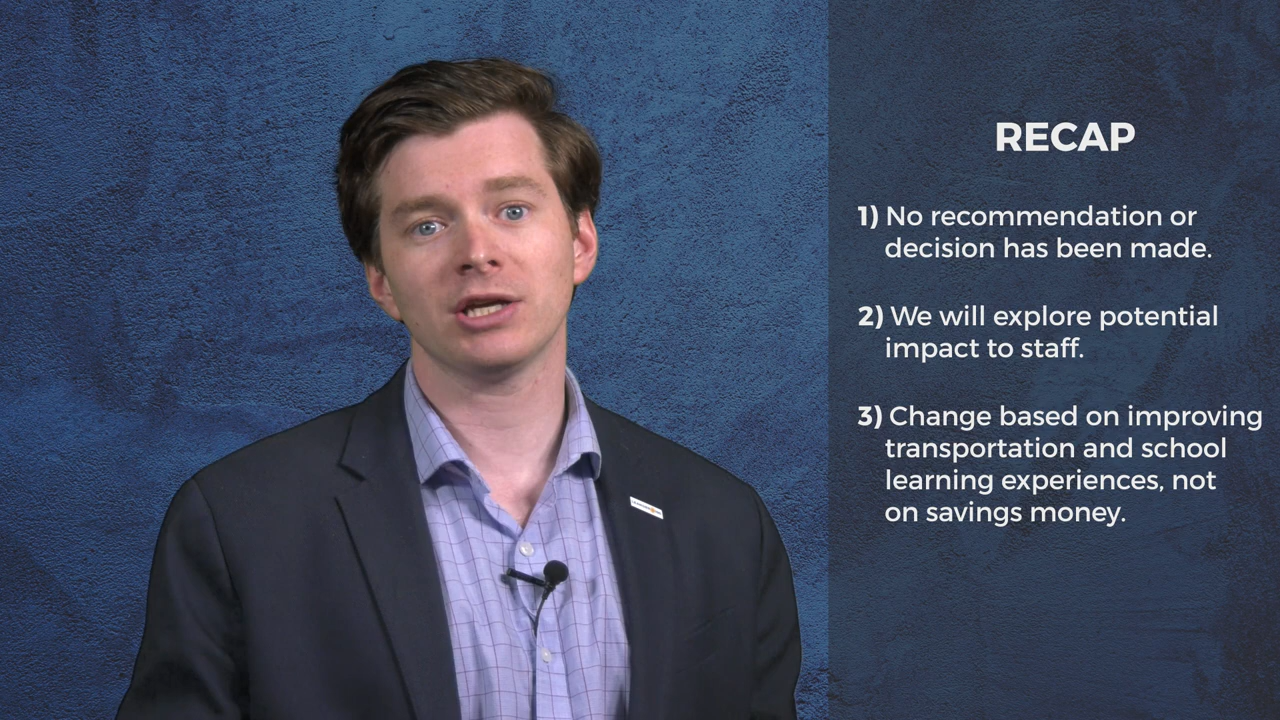 RECAP
1) No recommendation or
decision has been made.
2) We will explore potential
impact to staff.
3) Change based on improving
transportation and school
learning experiences, not
on savings money.